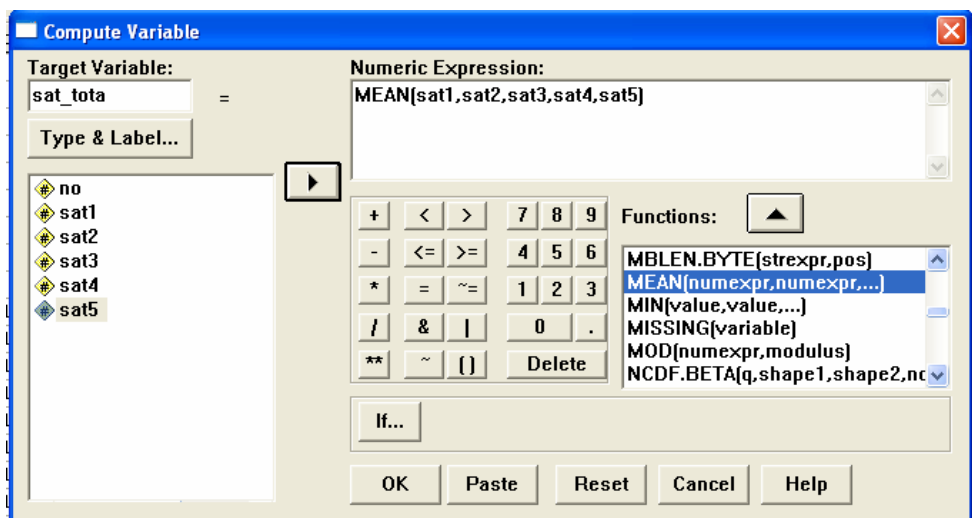 Compute Variable
Target Variable:
sat_tota
=
Type & Label...
no
sat1
sat2
sat3
sat4
sat5
Numeric Expression:
MEAN(sat1,sat2,sat3,sat4,sat5)
+ < > 7 8 9
- <= >= 4 5 6
* = ~= 1 2 3
/ & | 0 .
** ~ () Delete
Functions:
MBLEN.BYTE(strexpr,pos)
MEAN(numexpr,numexpr,...)
MIN(value,value,...)
MISSING(variable)
MOD(numexpr,modulus)
NCDF.BETA(q,shape1,shape2,nc
If...
OK Paste Reset Cancel Help